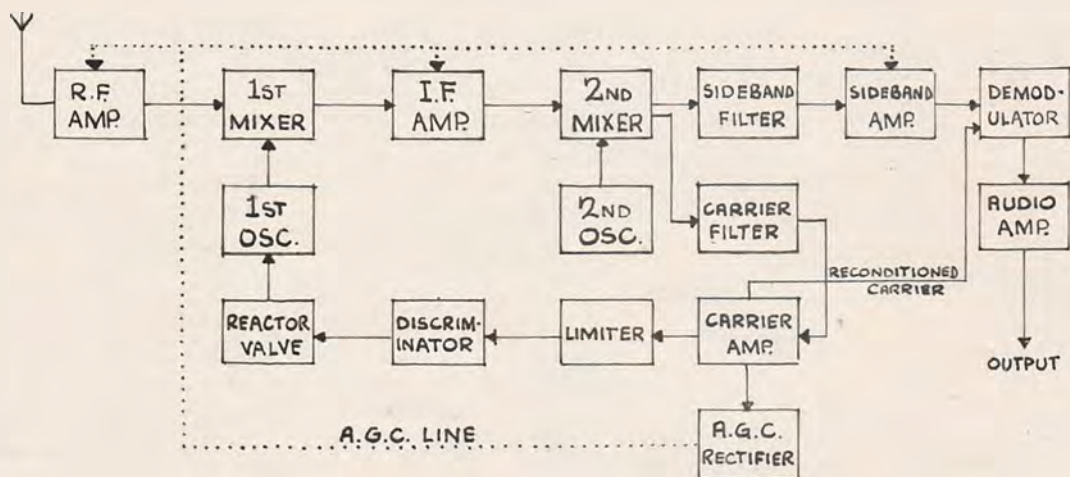 R.F.
AMP.
1ST
MIXER
I.F.
AMP.
2ND
MIXER
SIDEBAND
FILTER
SIDEBAND
AMP.
DEMOD-
ULATOR
1ST
OSC.
2ND
OSC.
CARRIER
FILTER
AUDIO
AMP.
RECONDITIONED
CARRIER
REACTOR
VALVE
DISCRIM-
INATOR
LIMITER
CARRIER
AMP.
OUTPUT
A.G.C. LINE
A.G.C.
RECTIFIER